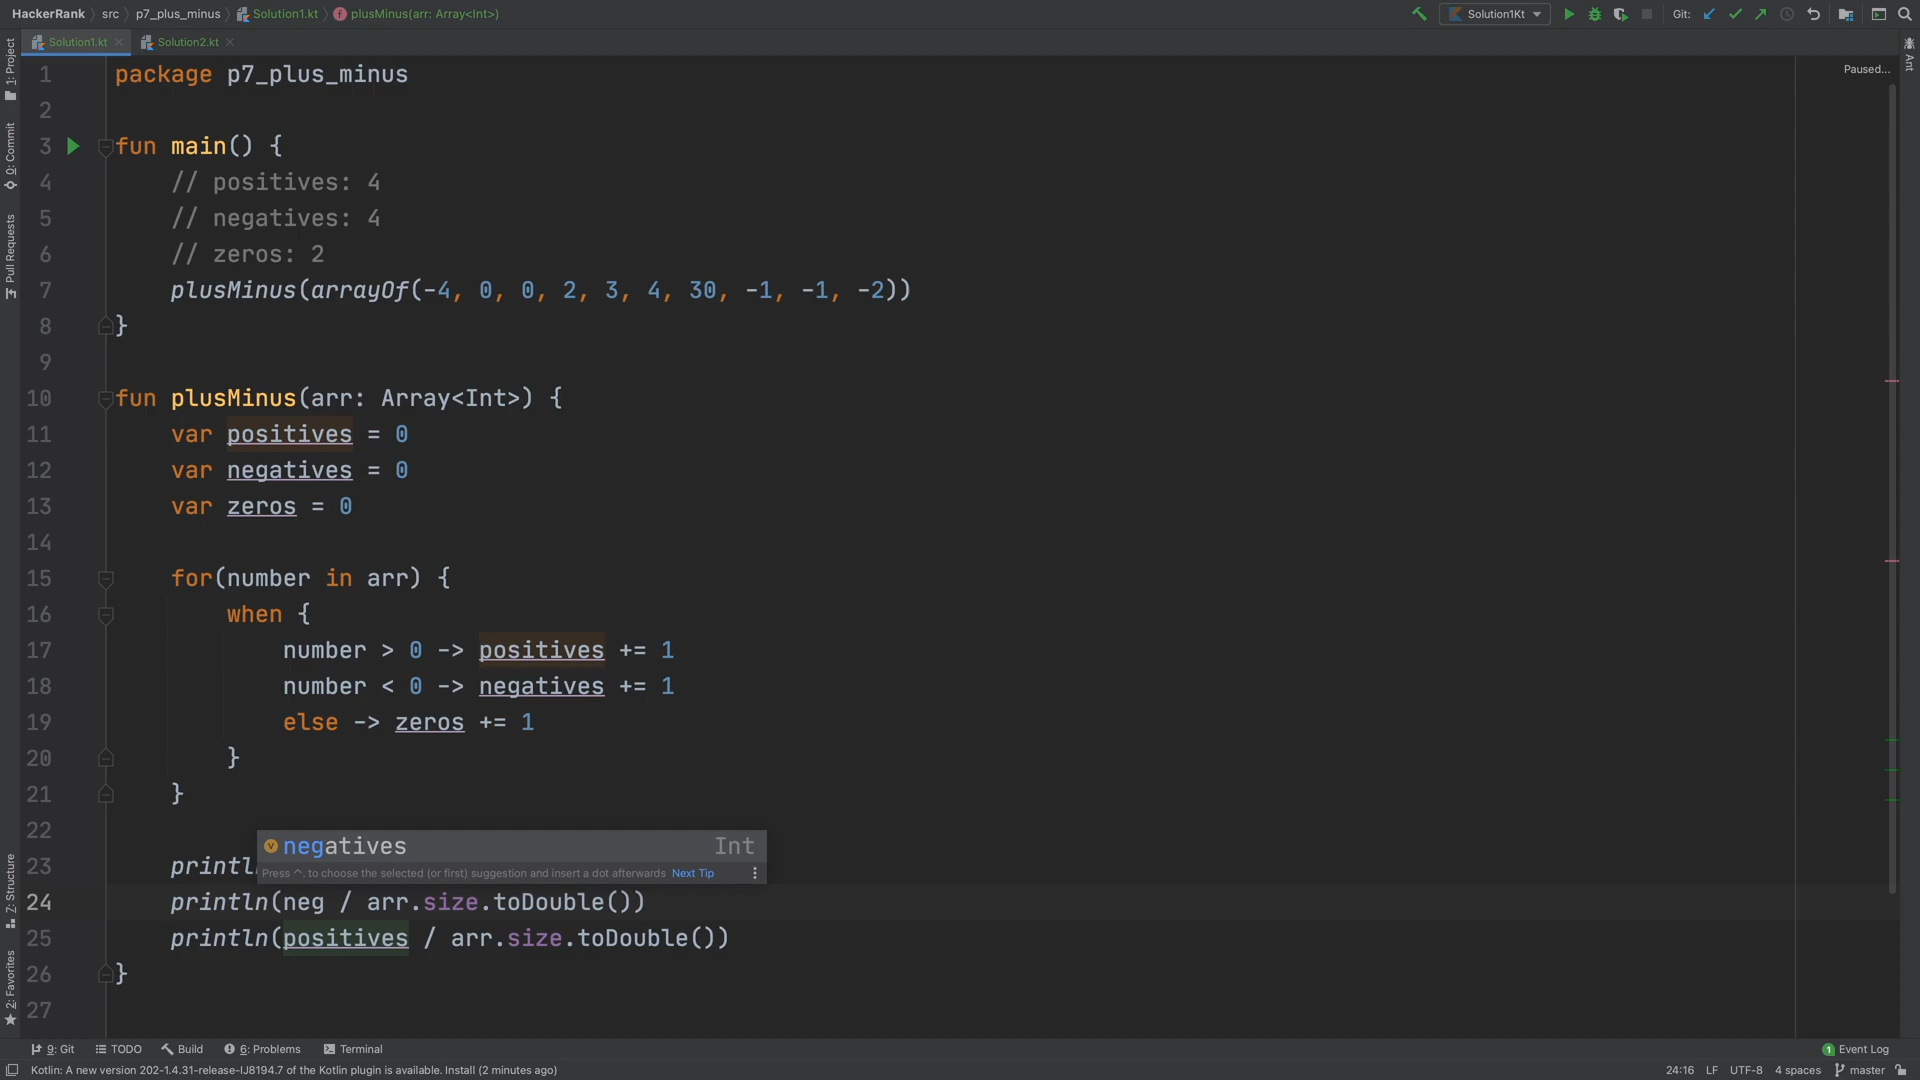 HackerRank src p7_plus_minus Solution1.kt plusMinus(arr: Array<Int>) Solution1Kt Git:
Solution1.kt Solution2.kt
Paused...
1: Project
0: Commit
Pull Requests
Z: Structure
2: Favorites
Ant
1 package p7_plus_minus
2
3 fun main() {
4 // positives: 4
5 // negatives: 4
6 // zeros: 2
7 plusMinus(arrayOf(-4, 0, 0, 2, 3, 4, 30, -1, -1, -2))
8 }
9
10 fun plusMinus(arr: Array<Int>) {
11 var positives = 0
12 var negatives = 0
13 var zeros = 0
14
15 for(number in arr) {
16 when {
17 number > 0 -> positives += 1
18 number < 0 -> negatives += 1
19 else -> zeros += 1
20 }
21 }
22
negatives Int
23 printl
Press ^. to choose the selected (or first) suggestion and insert a dot afterwards Next Tip
24 println(neg / arr.size.toDouble())
25 println(positives / arr.size.toDouble())
26 }
27
9: Git TODO Build 6: Problems Terminal 1 Event Log
Kotlin: A new version 202-1.4.31-release-IJ8194.7 of the Kotlin plugin is available. Install (2 minutes ago) 24:16 LF UTF-8 4 spaces master